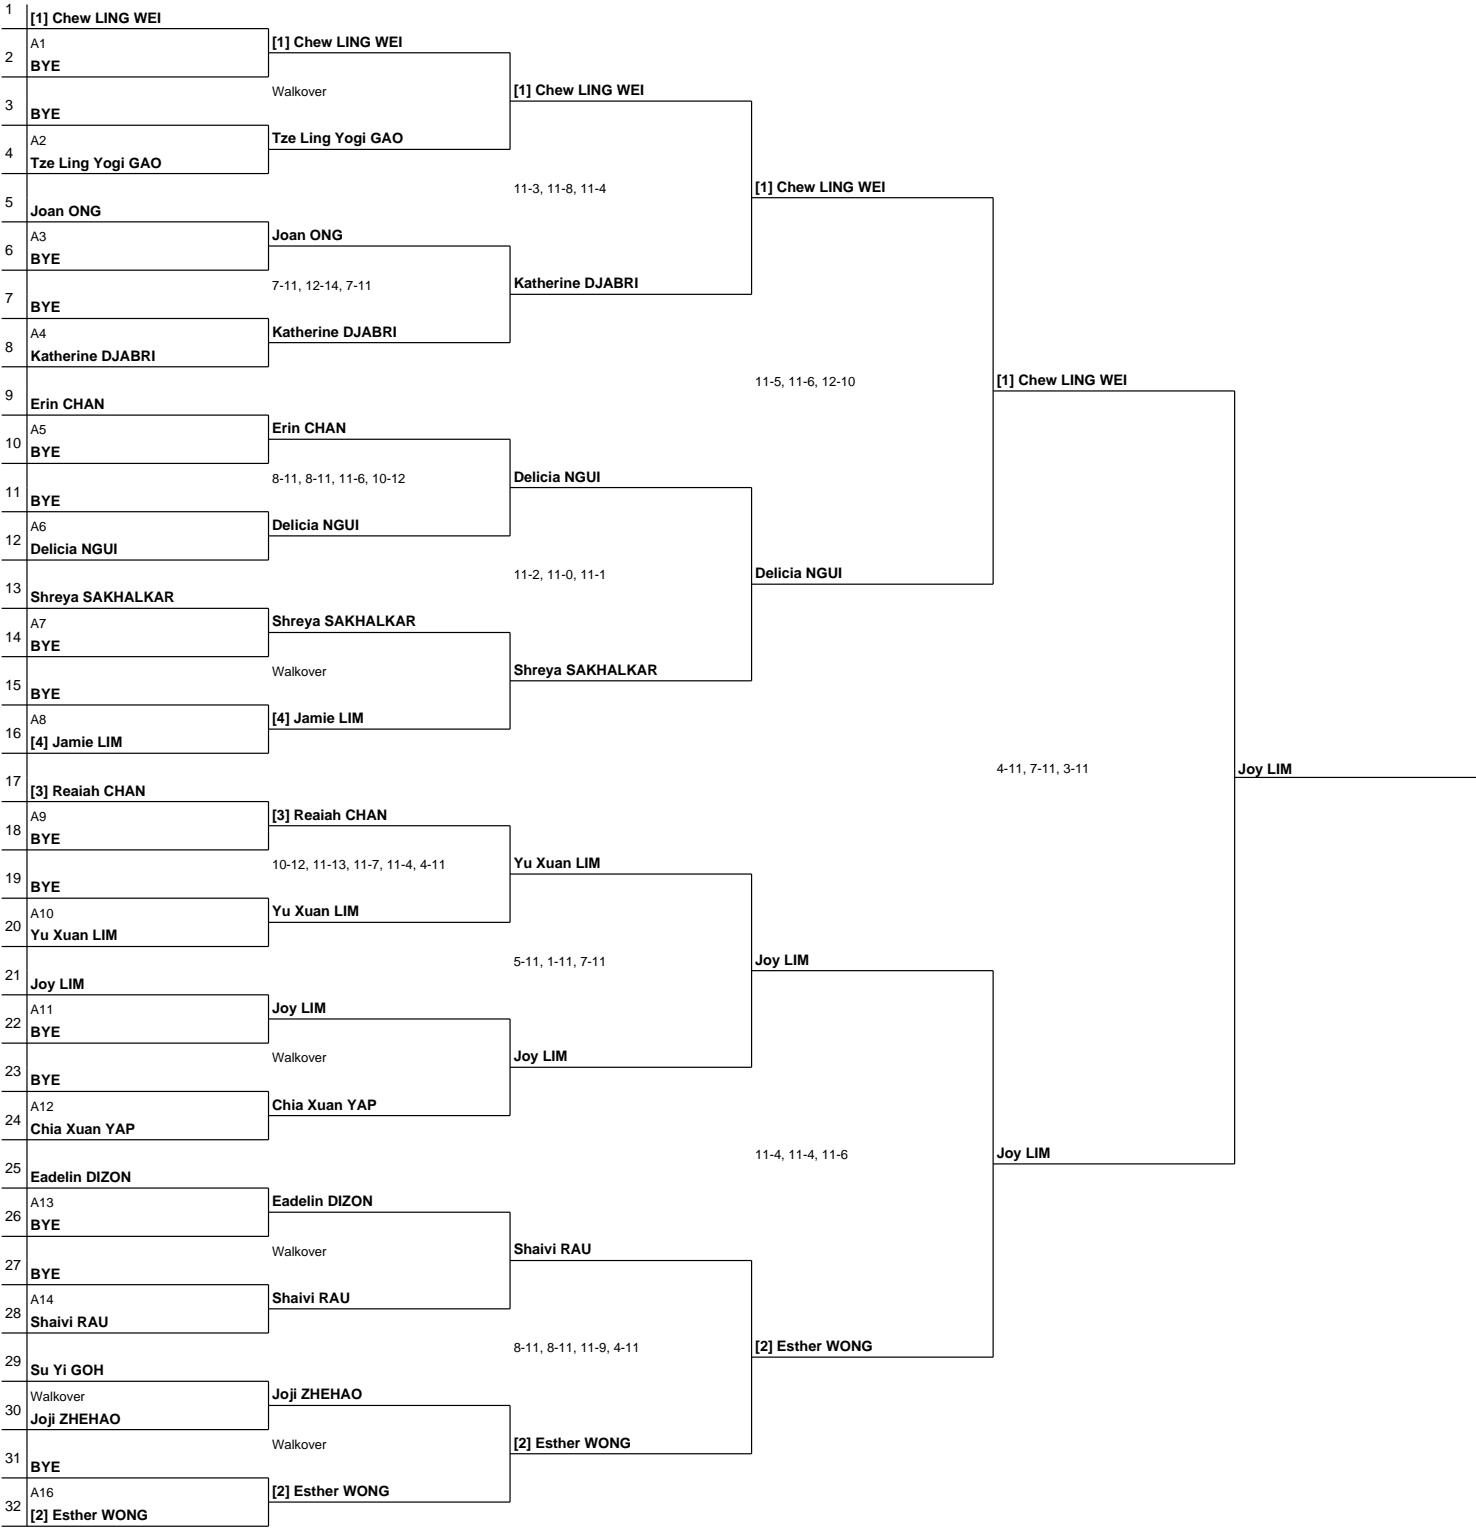 1
[1] Chew LING WEI
A1
[1] Chew LING WEI
2
BYE
Walkover
[1] Chew LING WEI
3
BYE
A2
Tze Ling Yogi GAO
4
Tze Ling Yogi GAO
11-3, 11-8, 11-4
[1] Chew LING WEI
5
Joan ONG
A3
Joan ONG
6
BYE
7-11, 12-14, 7-11
Katherine DJABRI
7
BYE
A4
Katherine DJABRI
8
Katherine DJABRI
11-5, 11-6, 12-10
[1] Chew LING WEI
9
Erin CHAN
A5
Erin CHAN
10
BYE
8-11, 8-11, 11-6, 10-12
Delicia NGUI
11
BYE
A6
Delicia NGUI
12
Delicia NGUI
11-2, 11-0, 11-1
Delicia NGUI
13
Shreya SAKHALKAR
A7
Shreya SAKHALKAR
14
BYE
Walkover
Shreya SAKHALKAR
15
BYE
A8
[4] Jamie LIM
16
[4] Jamie LIM
4-11, 7-11, 3-11
Joy LIM
17
[3] Reaiah CHAN
A9
[3] Reaiah CHAN
18
BYE
10-12, 11-13, 11-7, 11-4, 4-11
Yu Xuan LIM
19
BYE
A10
Yu Xuan LIM
20
Yu Xuan LIM
5-11, 1-11, 7-11
Joy LIM
21
Joy LIM
A11
Joy LIM
22
BYE
Walkover
Joy LIM
23
BYE
A12
Chia Xuan YAP
24
Chia Xuan YAP
11-4, 11-4, 11-6
Joy LIM
25
Eadelin DIZON
A13
Eadelin DIZON
26
BYE
Walkover
Shaivi RAU
27
BYE
A14
Shaivi RAU
28
Shaivi RAU
8-11, 8-11, 11-9, 4-11
[2] Esther WONG
29
Su Yi GOH
Walkover
Joji ZHEHAO
30
Joji ZHEHAO
Walkover
[2] Esther WONG
31
BYE
A16
[2] Esther WONG
32
[2] Esther WONG